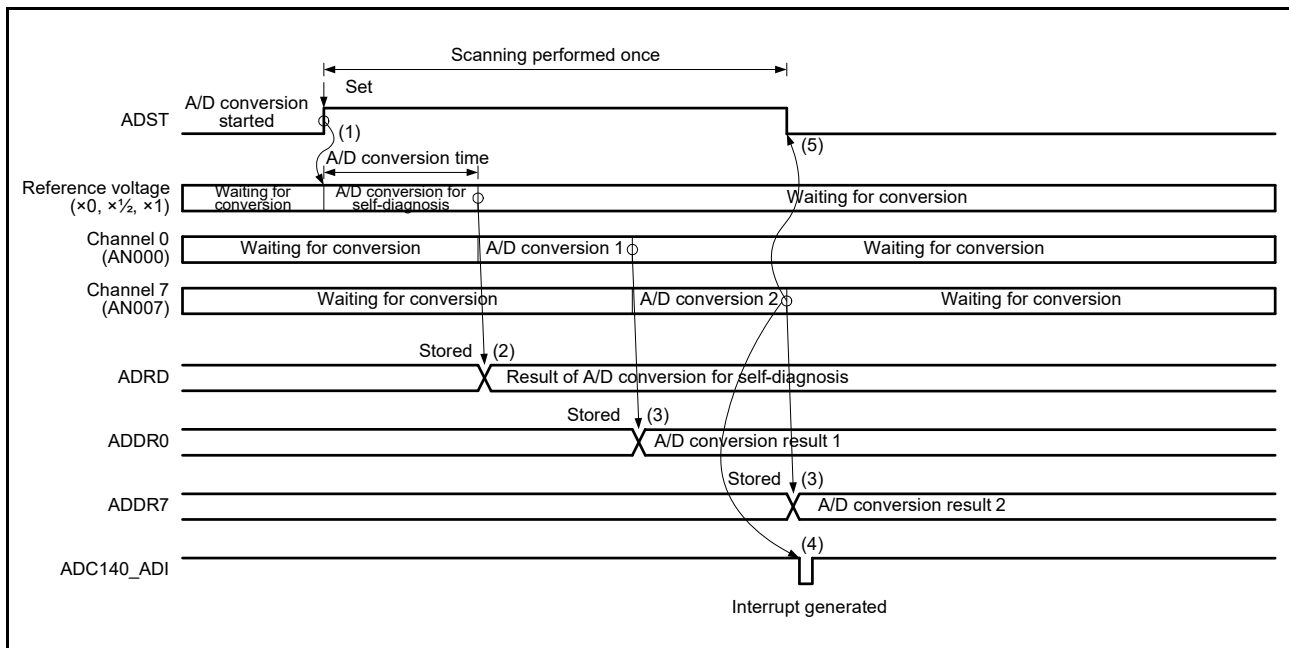 Scanning performed once
Set
A/D conversion
started
ADST
(1)
(5)
A/D conversion time
Reference voltage
(×0, ×½, ×1)
Waiting for
conversion
A/D conversion for
self-diagnosis
Waiting for conversion
Channel 0
(AN000)
Waiting for conversion
A/D conversion 1
Waiting for conversion
Channel 7
(AN007)
Waiting for conversion
A/D conversion 2
Waiting for conversion
Stored
(2)
ADRD
Result of A/D conversion for self-diagnosis
Stored
(3)
ADDR0
A/D conversion result 1
Stored
(3)
ADDR7
A/D conversion result 2
(4)
ADC140_ADI
Interrupt generated